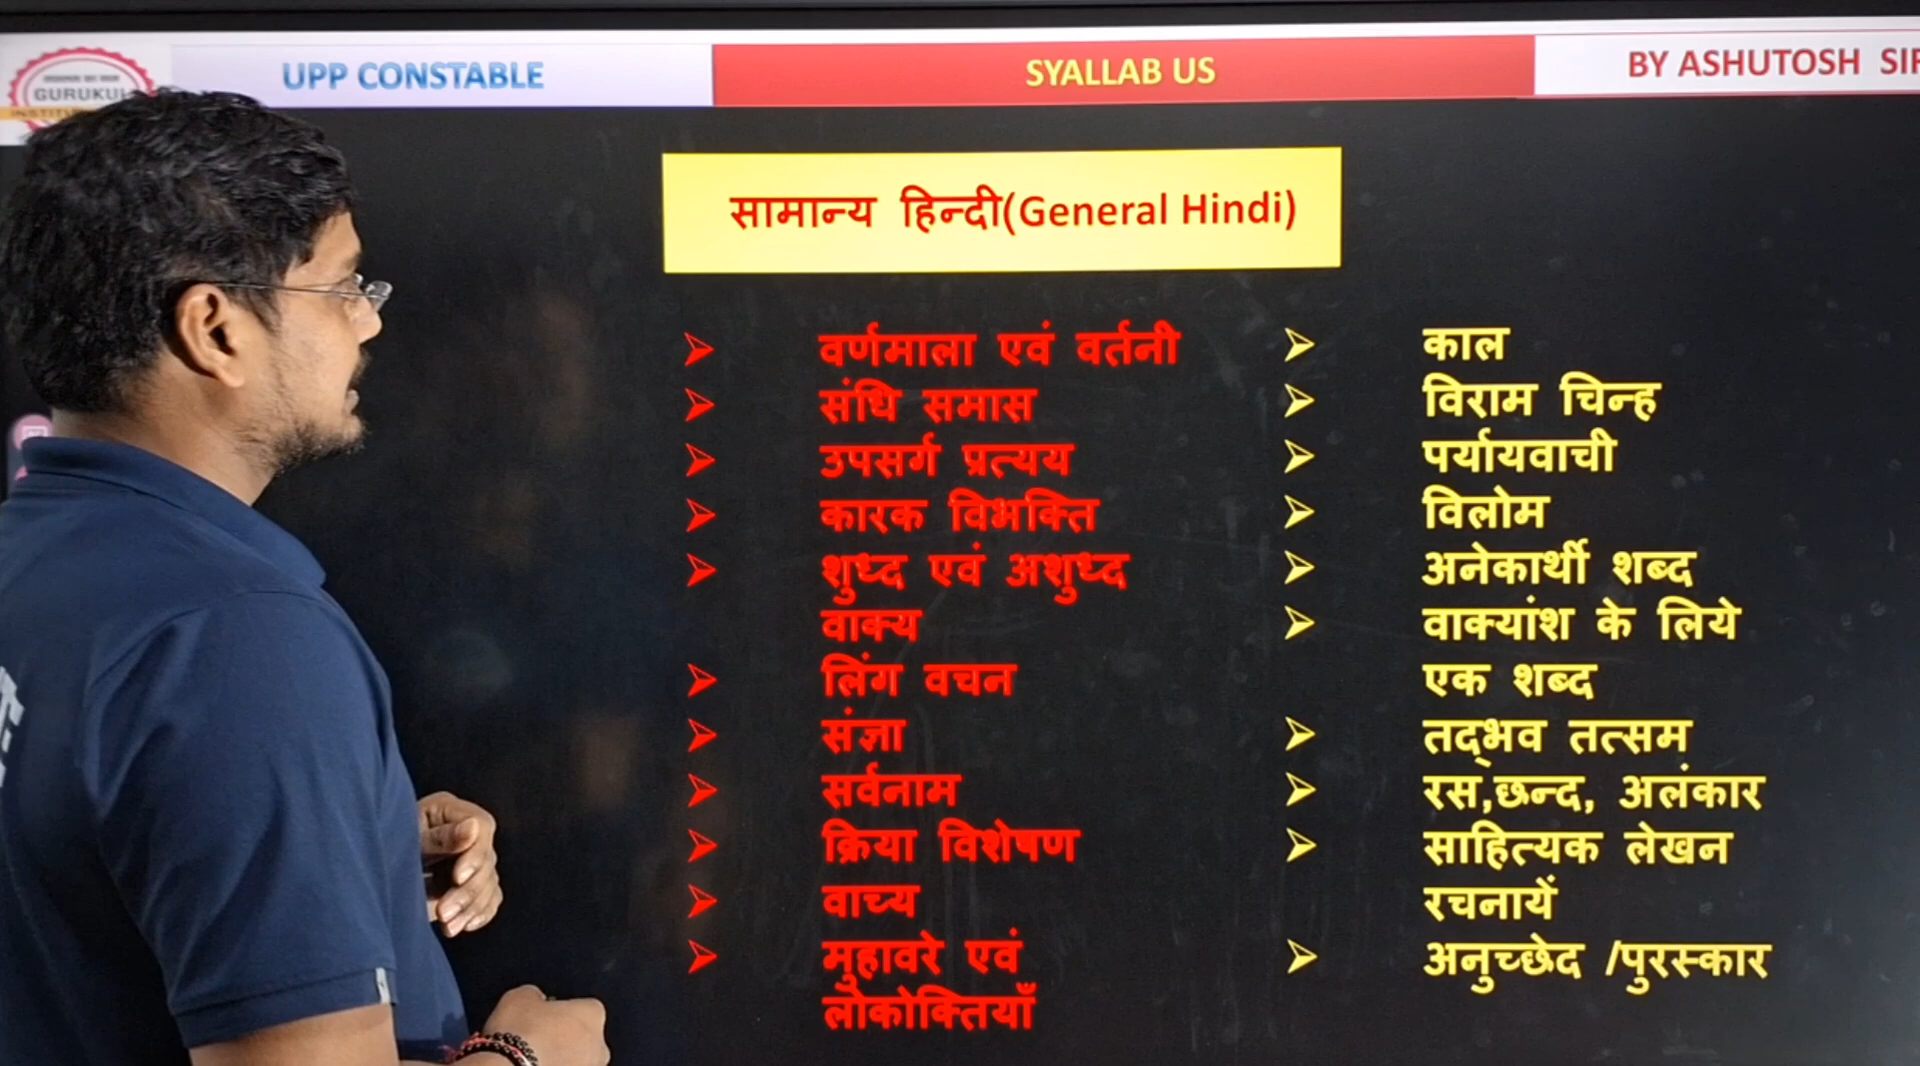 GURUKUL
UPP CONSTABLE
SYALLAB US
BY ASHUTOSH SIR
सामान्य हिन्दी(General Hindi)
वर्णमाला एवं वर्तनी
संधि समास
उपसर्ग प्रत्यय
कारक विभक्ति
शुध्द एवं अशुध्द
वाक्य
लिंग वचन
संज्ञा
सर्वनाम
क्रिया विशेषण
वाच्य
मुहावरे एवं
लोकोक्तियाँ
काल
विराम चिन्ह
पर्यायवाची
विलोम
अनेकार्थी शब्द
वाक्यांश के लिये
एक शब्द
तद्भव तत्सम
रस,छन्द, अलंकार
साहित्यक लेखन
रचनायें
अनुच्छेद /पुरस्कार